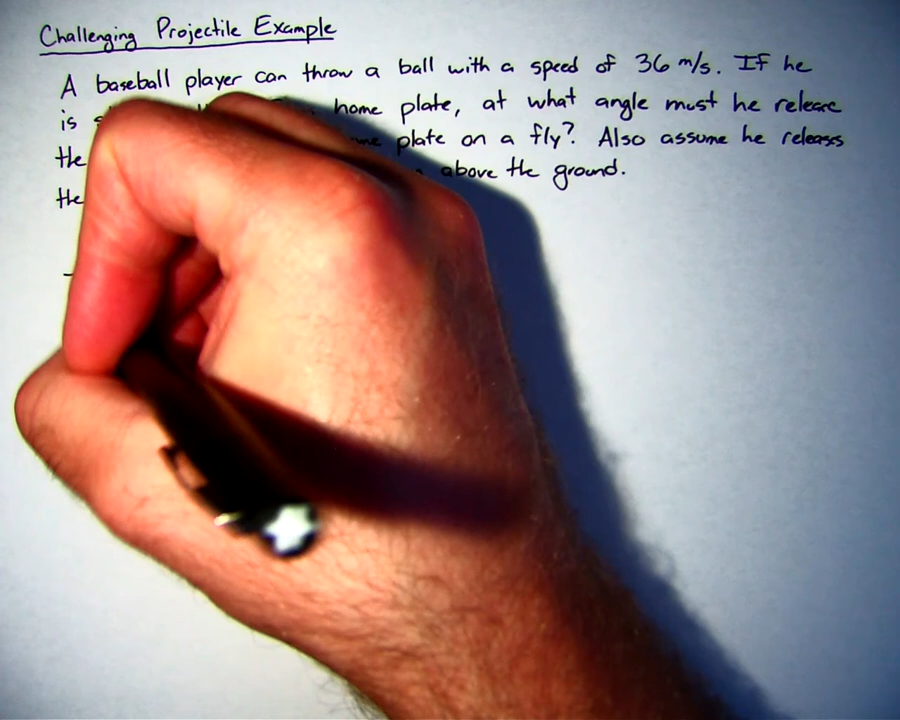 Challenging Projectile Example
A baseball player can throw a ball with a speed of 36 m/s. If he
is home plate, at what angle must he release
the plate on a fly? Also assume he releases
the above the ground.